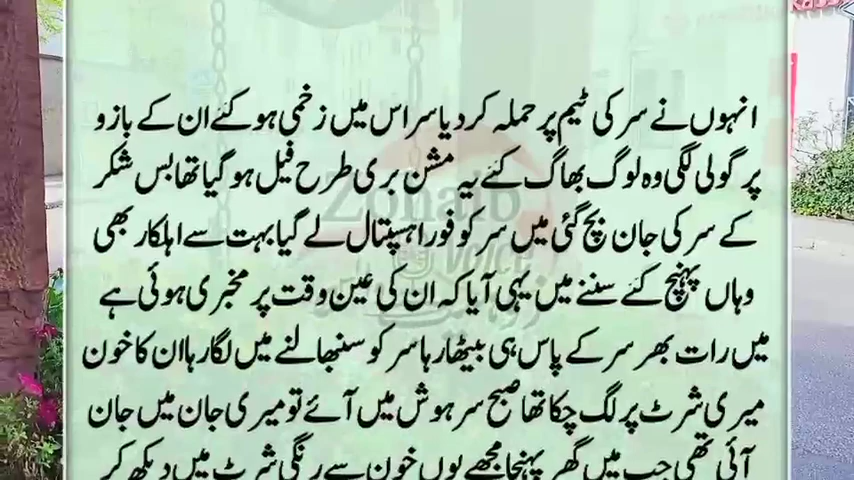 انہوں نے سر کی ٹیم پر حملہ کر دیا سر اس میں زخمی ہو گئے ان کے بازو
پر گولی لگی وہ لوگ بھاگ گئے یہ مشن بری طرح فیل ہو گیا تھا بس شکر
کے سر کی جان بچ گئی میں سر کو فورا ہسپتال لے گیا بہت سے اہلکار بھی
وہاں پہنچ گئے سننے میں یہی آیا کہ ان کی عین وقت پر مخبری ہوئی ہے
میں رات بھر سر کے پاس ہی بیٹھا رہا سر کو سنبھالنے میں لگا رہا ان کا خون
میری شرٹ پر لگ چکا تھا صبح سر ہوش میں آئے تو میری جان میں جان
آئی تھی جب میں گھر پہنچا مجھے یوں خون سے رنگی شرٹ میں دیکھ کر
Zohaib
Voice